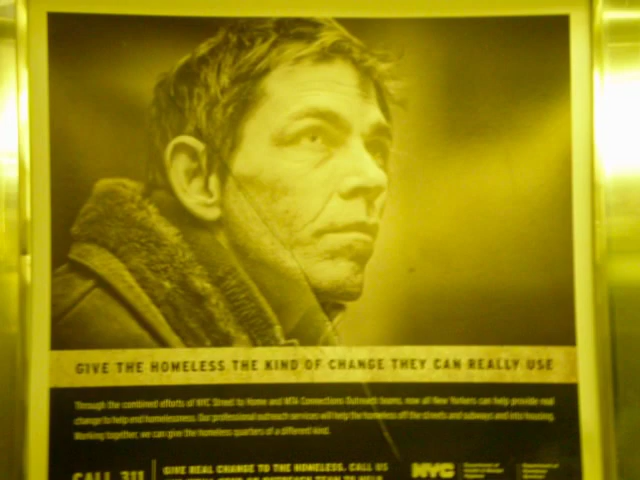 GIVE THE HOMELESS THE KIND OF CHANGE THEY CAN REALLY USE
Through the combined efforts of NYC Street to Home and MTA Connections Outreach teams, now all New Yorkers can help provide real
change to help end homelessness. Our professional outreach services will help the homeless off the streets and subways and into housing.
Working together, we can give the homeless quarters of a different kind.
CALL 311
GIVE REAL CHANGE TO THE HOMELESS. CALL US
NYC